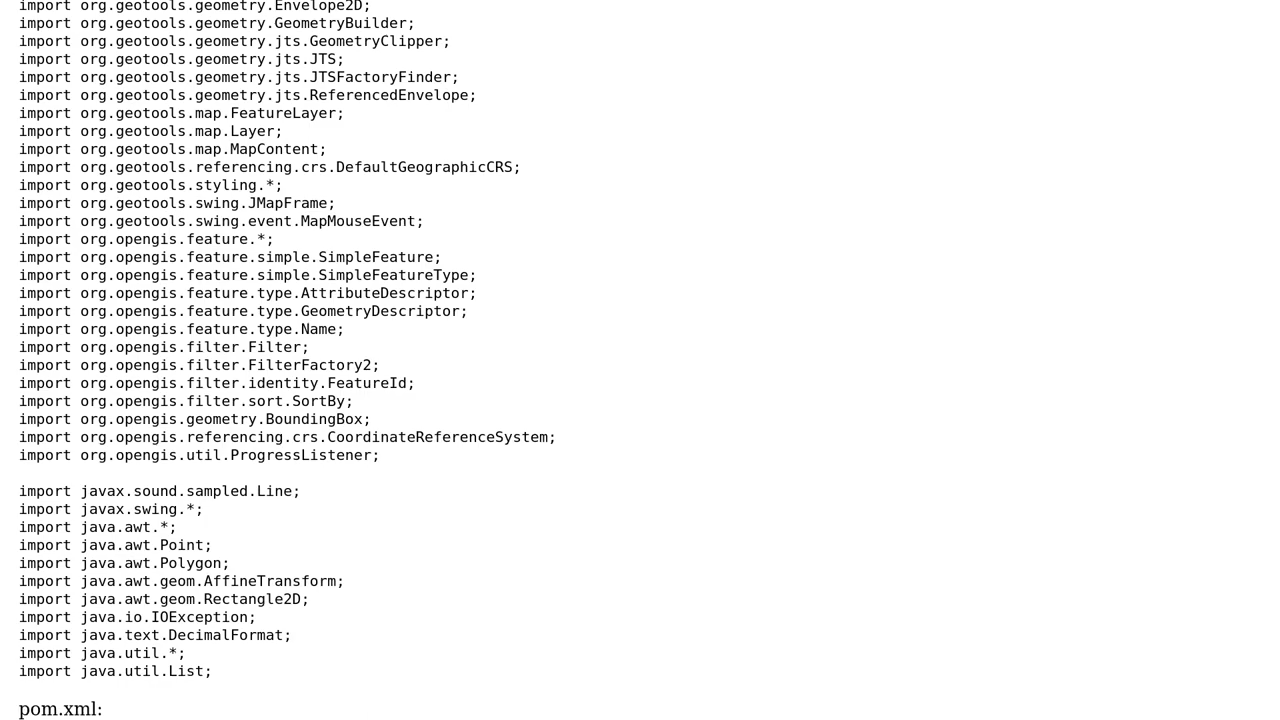 import org.geotools.geometry.Envelope2D;
import org.geotools.geometry.GeometryBuilder;
import org.geotools.geometry.jts.GeometryClipper;
import org.geotools.geometry.jts.JTS;
import org.geotools.geometry.jts.JTSFactoryFinder;
import org.geotools.geometry.jts.ReferencedEnvelope;
import org.geotools.map.FeatureLayer;
import org.geotools.map.Layer;
import org.geotools.map.MapContent;
import org.geotools.referencing.crs.DefaultGeographicCRS;
import org.geotools.styling.*;
import org.geotools.swing.JMapFrame;
import org.geotools.swing.event.MapMouseEvent;
import org.opengis.feature.*;
import org.opengis.feature.simple.SimpleFeature;
import org.opengis.feature.simple.SimpleFeatureType;
import org.opengis.feature.type.AttributeDescriptor;
import org.opengis.feature.type.GeometryDescriptor;
import org.opengis.feature.type.Name;
import org.opengis.filter.Filter;
import org.opengis.filter.FilterFactory2;
import org.opengis.filter.identity.FeatureId;
import org.opengis.filter.sort.SortBy;
import org.opengis.geometry.BoundingBox;
import org.opengis.referencing.crs.CoordinateReferenceSystem;
import org.opengis.util.ProgressListener;

import javax.sound.sampled.Line;
import javax.swing.*;
import java.awt.*;
import java.awt.Point;
import java.awt.Polygon;
import java.awt.geom.AffineTransform;
import java.awt.geom.Rectangle2D;
import java.io.IOException;
import java.text.DecimalFormat;
import java.util.*;
import java.util.List;

pom.xml: